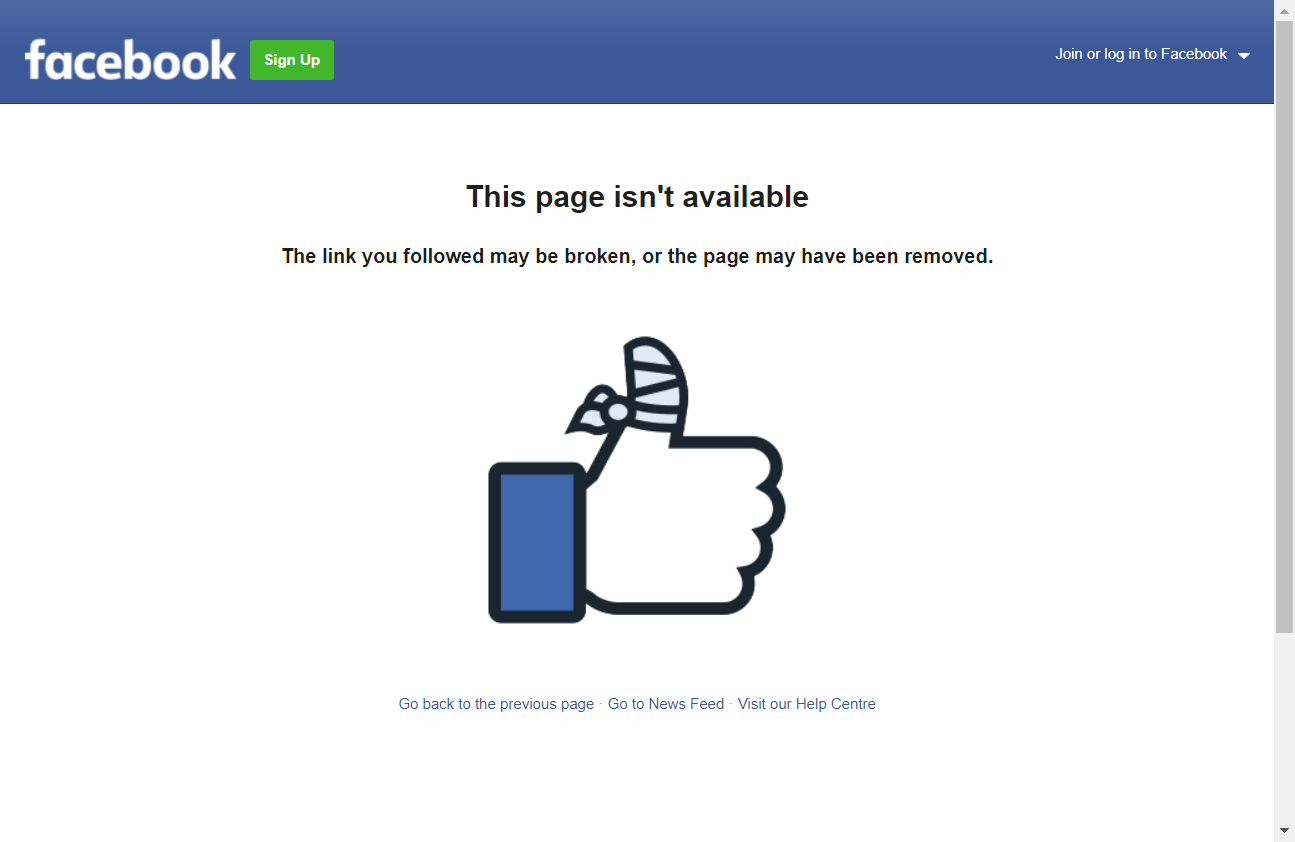 facebook
Sign Up
Join or log in to Facebook
This page isn't available
The link you followed may be broken, or the page may have been removed.
Go back to the previous page · Go to News Feed · Visit our Help Centre